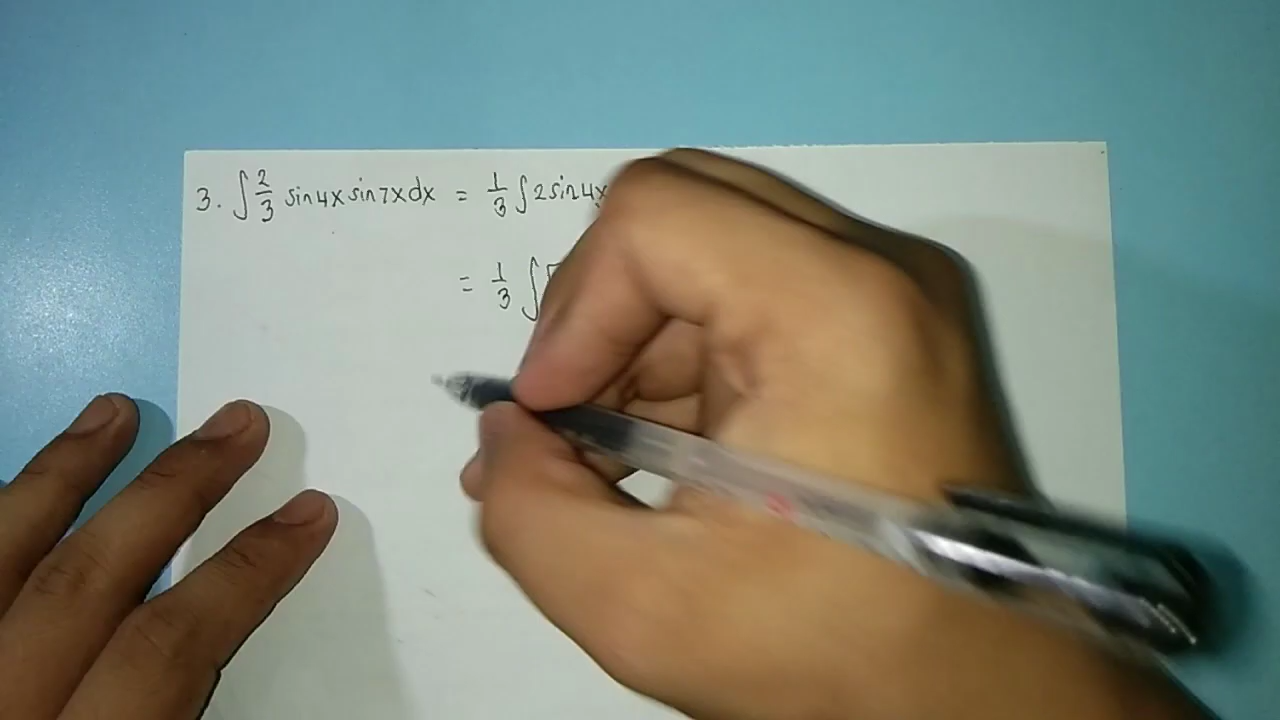 3. ∫ 2/3 sin4x sin7x dx = 1/3 ∫ 2 sin4x
= 1/3 ∫ [